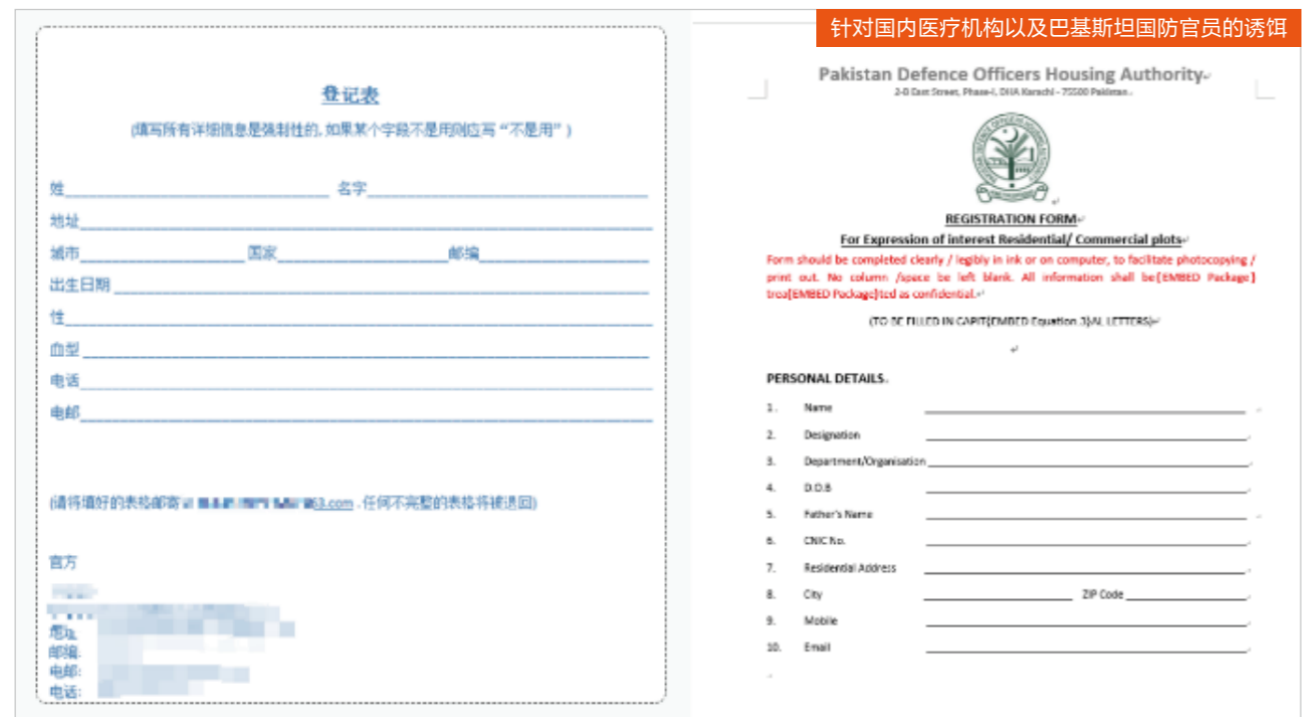 针对国内医疗机构以及巴基斯坦国防官员的诱饵
登记表
(填写所有详细信息是强制性的, 如果某个字段不是用则应写 “不是用” )
姓 名字
地址
城市 国家 邮编
出生日期
性
血型
电话
电邮
(请将填好的表格邮寄 63.com . 任何不完整的表格将被退回)
官方
地址
邮编:
电邮:
电话:
Pakistan Defence Officers Housing Authority
2-B East Street, Phase-I, DHA Karachi - 75500 Pakistan.
REGISTRATION FORM
For Expression of interest Residential/ Commercial plots
Form should be completed clearly / legibly in ink or on computer, to facilitate photocopying /
print out. No column /space be left blank. All information shall be{EMBED Package}
trea{EMBED Package}ted as confidential.
(TO BE FILLED IN CAPIT{EMBED Equation.3}AL LETTERS)
PERSONAL DETAILS.
1. Name
2. Designation
3. Department/Organisation
4. D.O.B
5. Father's Name
6. CNIC No.
7. Residential Address
8. City ZIP Code
9. Mobile
10. Email